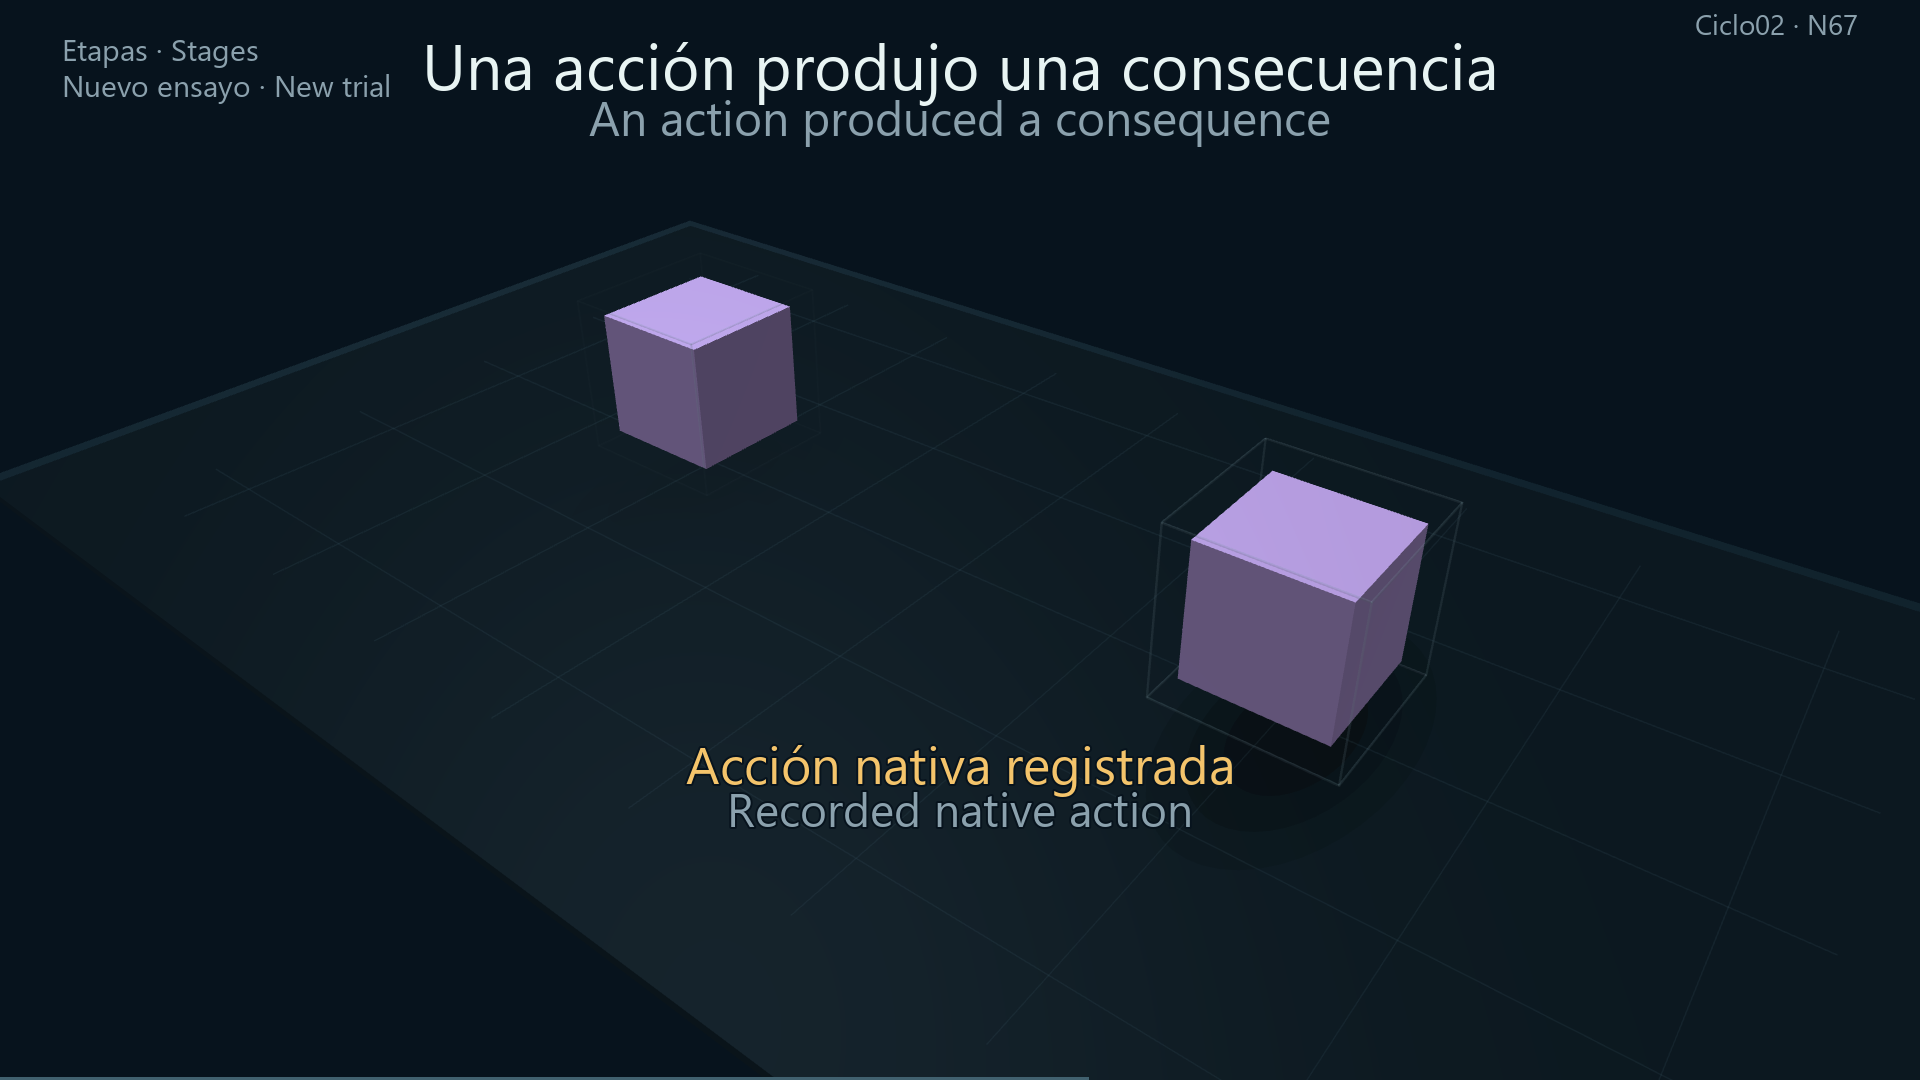 Etapas · Stages
Nuevo ensayo · New trial
Una acción produjo una consecuencia
An action produced a consequence
Ciclo02 · N67
Acción nativa registrada
Recorded native action